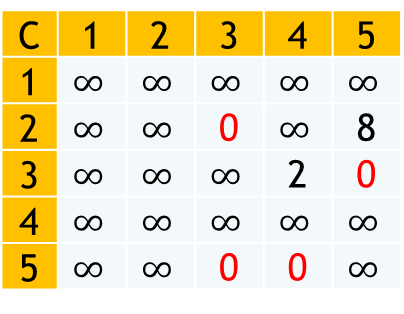 C 1 2 3 4 5
1 ∞ ∞ ∞ ∞ ∞
2 ∞ ∞ 0 ∞ 8
3 ∞ ∞ ∞ 2 0
4 ∞ ∞ ∞ ∞ ∞
5 ∞ ∞ 0 0 ∞